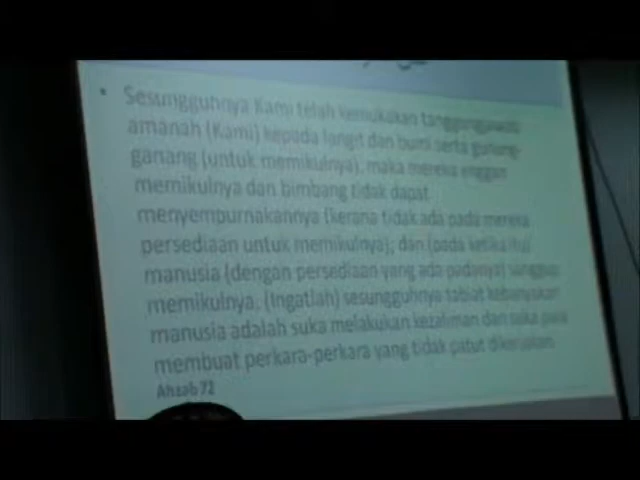 • Sesungguhnya Kami telah kemukakan tanggungjawab
amanah (Kami) kepada langit dan bumi serta gunung-
ganang (untuk memikulnya), maka mereka enggan
memikulnya dan bimbang tidak dapat
menyempurnakannya (kerana tidak ada pada mereka
persediaan untuk memikulnya); dan (pada ketika itu)
manusia (dengan persediaan yang ada padanya) sanggup
memikulnya. (Ingatlah) sesungguhnya tabiat kebanyakan
manusia adalah suka melakukan kezaliman dan suka pula
membuat perkara-perkara yang tidak patut dikerjakan.
Ahzab 72